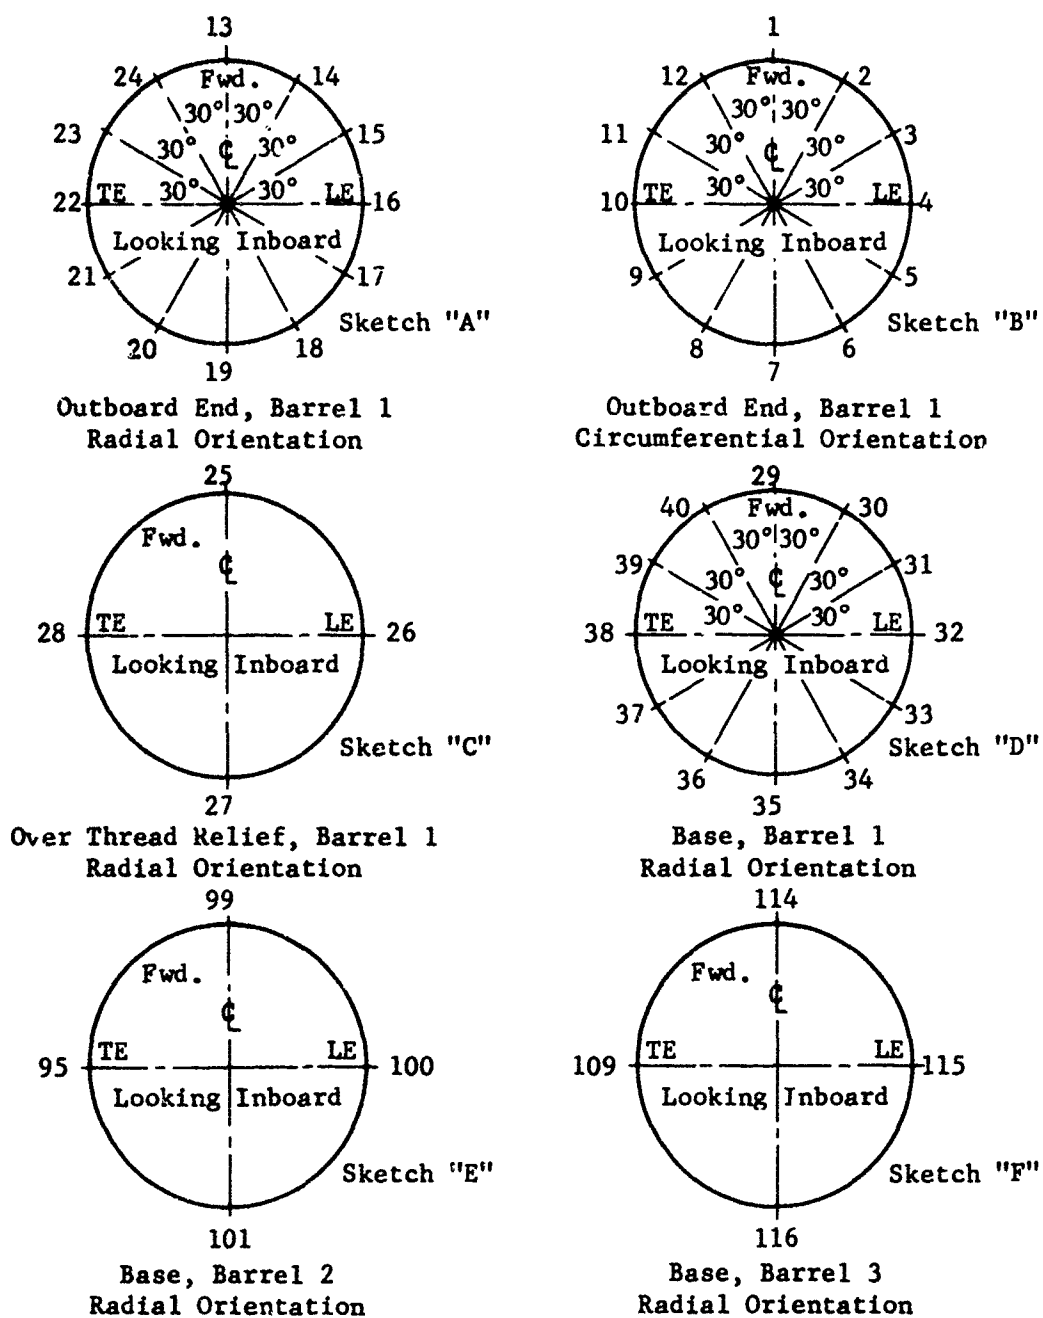 13
24 Fwd. 14
30° 30°
23 15
30° ℄ 30°
30° 30°
22 TE LE 16
Looking Inboard
21 17
Sketch "A"
20 18
19
Outboard End, Barrel 1
Radial Orientation
1
12 Fwd. 2
30° 30°
11 3
30° ℄ 30°
30° 30°
10 TE LE 4
Looking Inboard
9 5
Sketch "B"
8 6
7
Outboard End, Barrel 1
Circumferential Orientation
25
Fwd.
℄
28 TE LE 26
Looking Inboard
Sketch "C"
27
Over Thread Relief, Barrel 1
Radial Orientation
29
40 Fwd. 30
30° 30°
39 31
30° ℄ 30°
30° 30°
38 TE LE 32
Looking Inboard
37 33
Sketch "D"
36 34
35
Base, Barrel 1
Radial Orientation
99
Fwd.
℄
95 TE LE 100
Looking Inboard
Sketch "E"
101
Base, Barrel 2
Radial Orientation
114
Fwd.
℄
109 TE LE 115
Looking Inboard
Sketch "F"
116
Base, Barrel 3
Radial Orientation